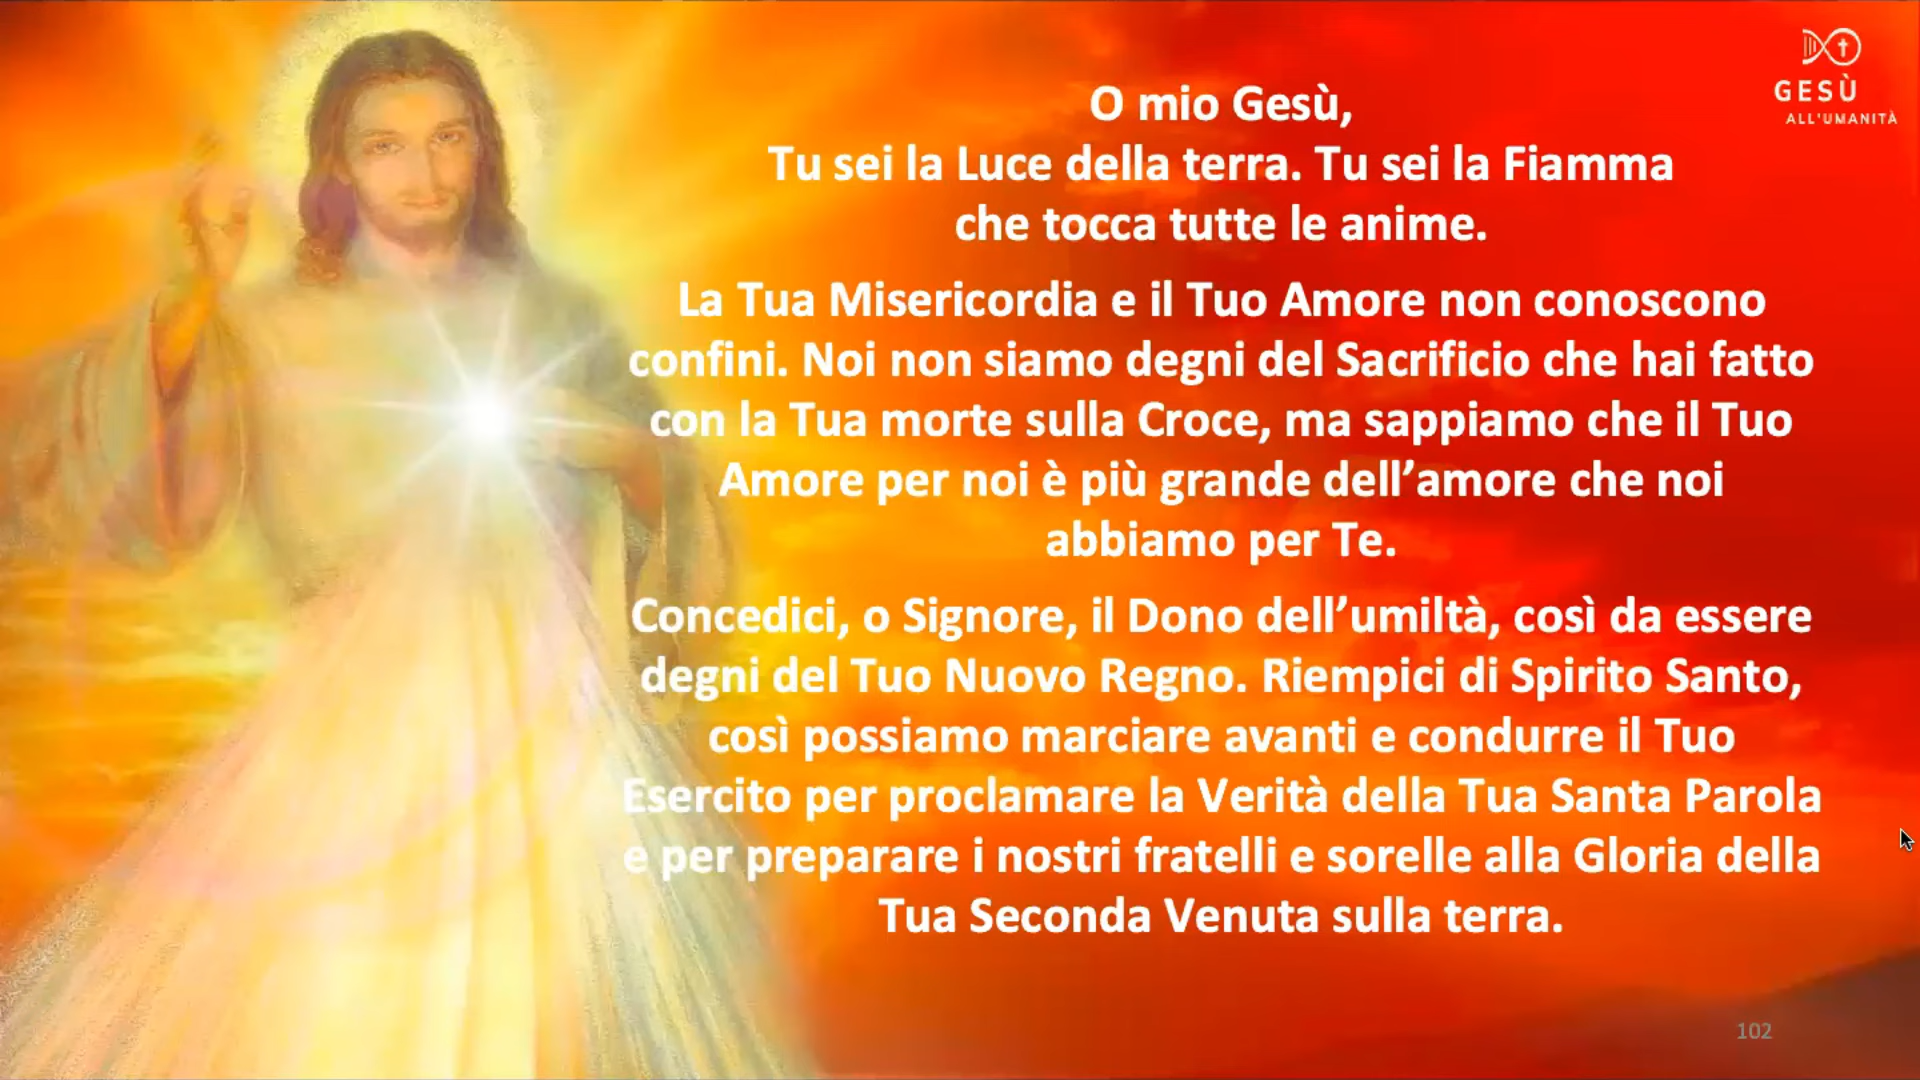 GESÙ
ALL'UMANITÀ
O mio Gesù,
Tu sei la Luce della terra. Tu sei la Fiamma
che tocca tutte le anime.
La Tua Misericordia e il Tuo Amore non conoscono
confini. Noi non siamo degni del Sacrificio che hai fatto
con la Tua morte sulla Croce, ma sappiamo che il Tuo
Amore per noi è più grande dell’amore che noi
abbiamo per Te.
Concedici, o Signore, il Dono dell’umiltà, così da essere
degni del Tuo Nuovo Regno. Riempici di Spirito Santo,
così possiamo marciare avanti e condurre il Tuo
Esercito per proclamare la Verità della Tua Santa Parola
e per preparare i nostri fratelli e sorelle alla Gloria della
Tua Seconda Venuta sulla terra.
102